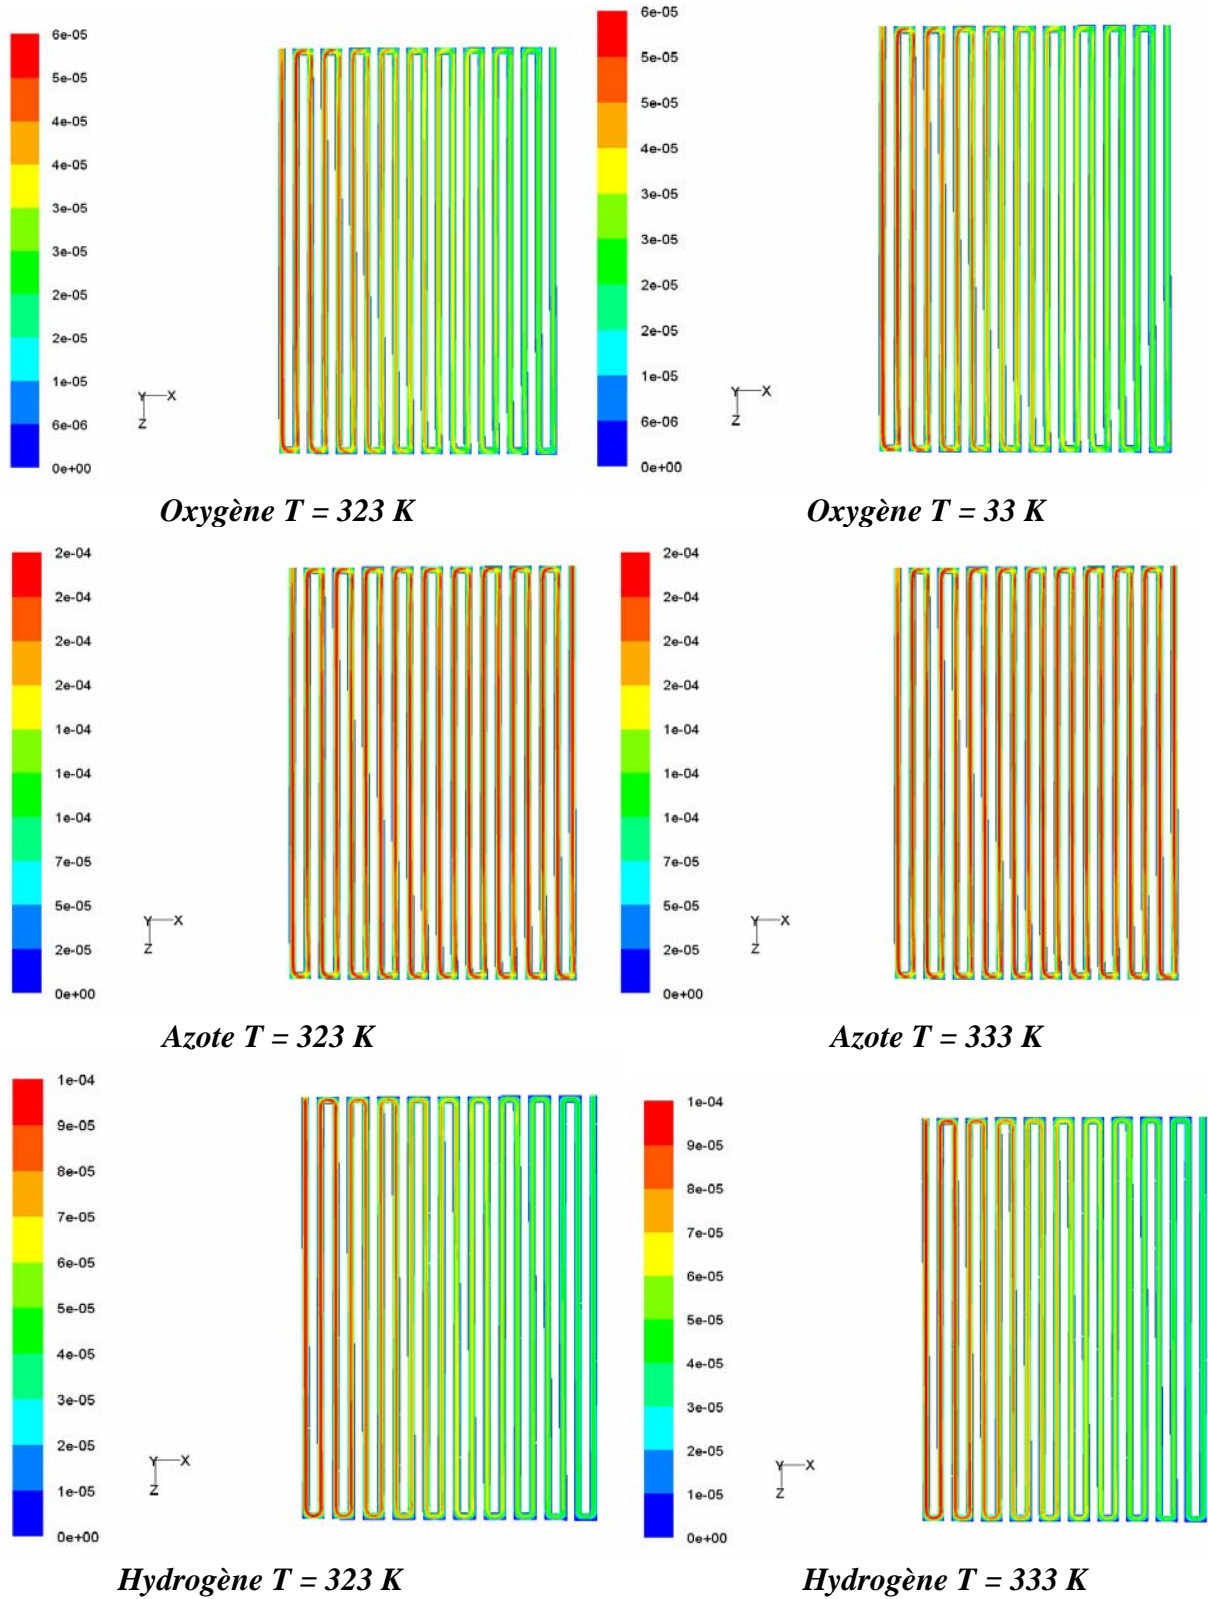 6e-05
5e-05
4e-05
4e-05
3e-05
3e-05
2e-05
2e-05
1e-05
6e-06
0e+00
Y X
Z
6e-05
5e-05
5e-05
4e-05
3e-05
3e-05
2e-05
2e-05
1e-05
6e-06
0e+00
Y X
Z
Oxygène T = 323 K
Oxygène T = 33 K
2e-04
2e-04
2e-04
2e-04
1e-04
1e-04
1e-04
7e-05
5e-05
2e-05
0e+00
Y X
Z
2e-04
2e-04
2e-04
2e-04
1e-04
1e-04
1e-04
7e-05
5e-05
2e-05
0e+00
Y X
Z
Azote T = 323 K
Azote T = 333 K
1e-04
9e-05
8e-05
7e-05
6e-05
5e-05
4e-05
3e-05
2e-05
1e-05
0e+00
Y X
Z
1e-04
9e-05
8e-05
7e-05
6e-05
5e-05
4e-05
3e-05
2e-05
1e-05
0e+00
Y X
Z
Hydrogène T = 323 K
Hydrogène T = 333 K